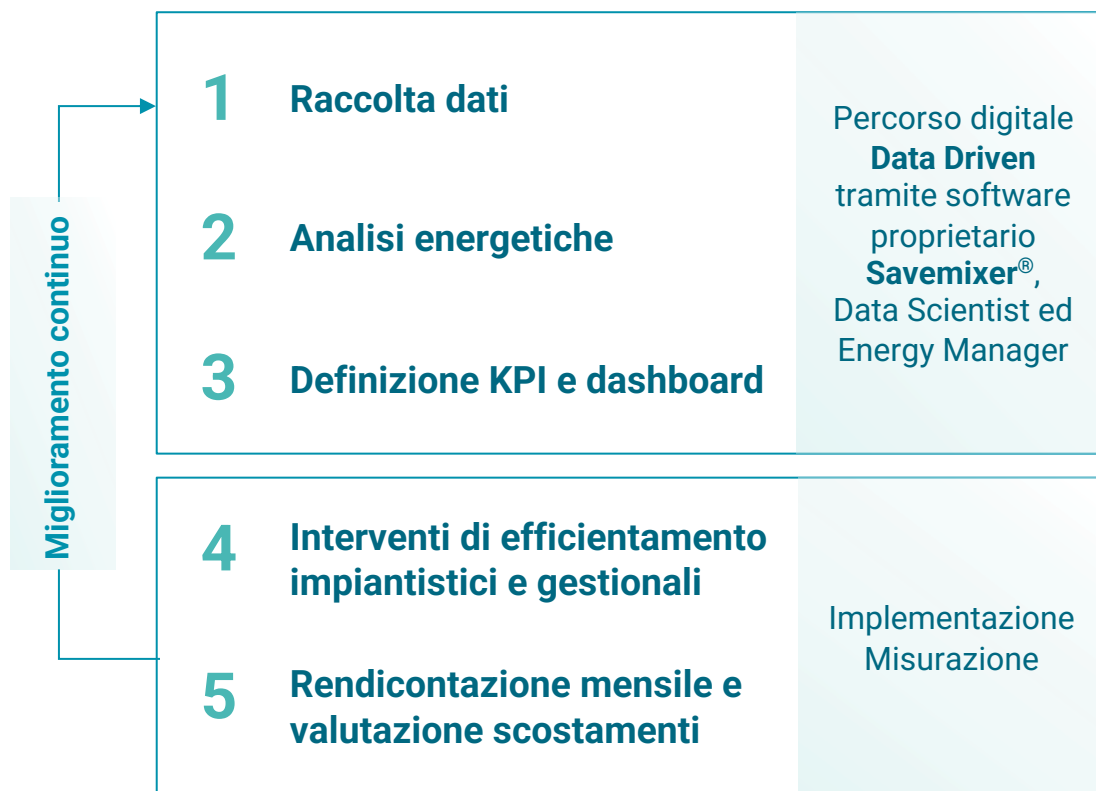 1 Raccolta dati
2 Analisi energetiche
3 Definizione KPI e dashboard
Percorso digitale
Data Driven
tramite software
proprietario
Savemixer®,
Data Scientist ed
Energy Manager
4 Interventi di efficientamento
impiantistici e gestionali
5 Rendicontazione mensile e
valutazione scostamenti
Implementazione
Misurazione
Miglioramento continuo